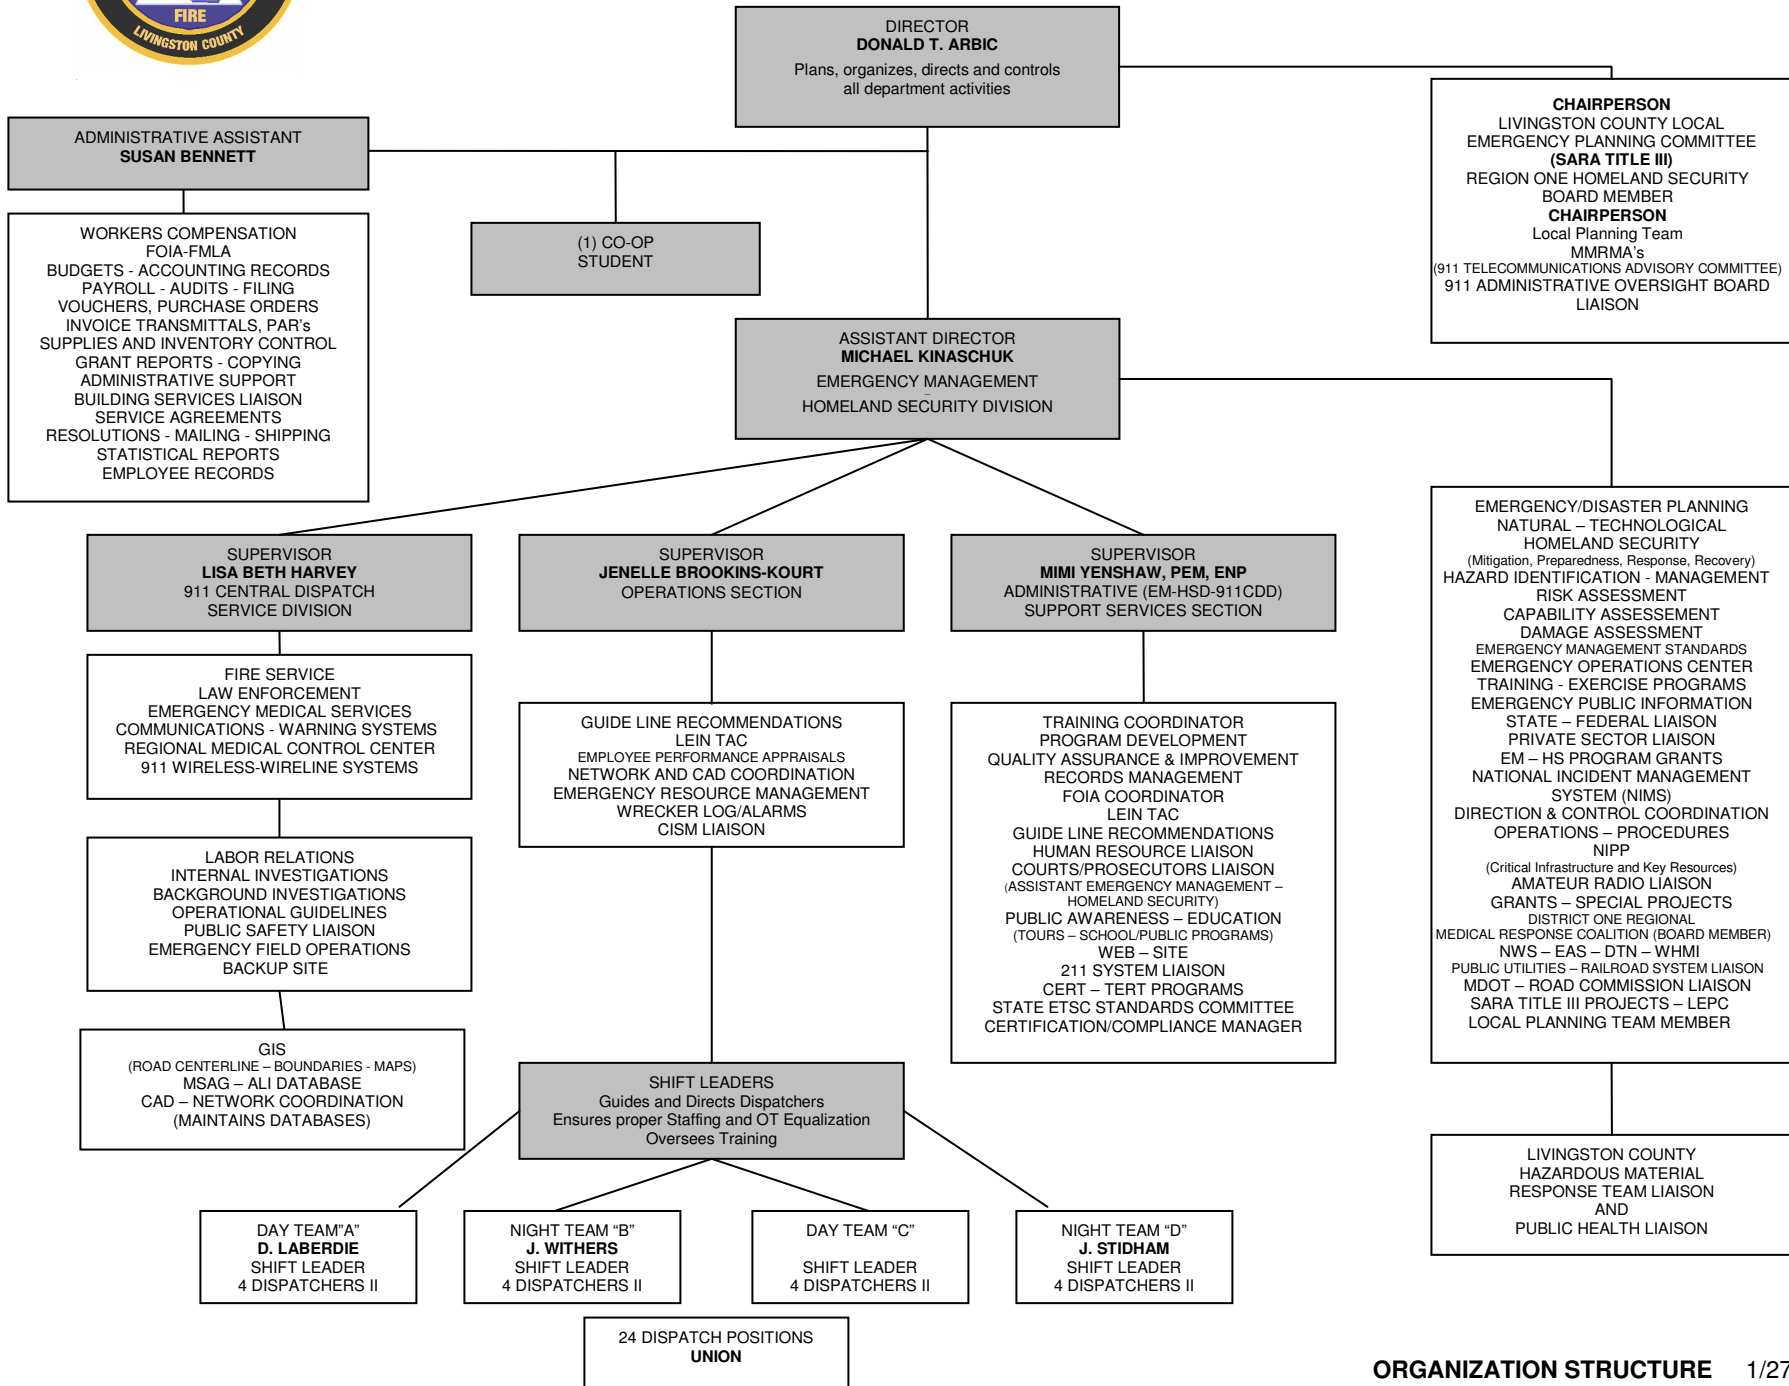 FIRE
LIVINGSTON COUNTY
DIRECTOR
DONALD T. ARBIC
Plans, organizes, directs and controls
all department activities
CHAIRPERSON
LIVINGSTON COUNTY LOCAL
EMERGENCY PLANNING COMMITTEE
(SARA TITLE III)
REGION ONE HOMELAND SECURITY
BOARD MEMBER
CHAIRPERSON
Local Planning Team
MMRMA's
(911 TELECOMMUNICATIONS ADVISORY COMMITTEE)
911 ADMINISTRATIVE OVERSIGHT BOARD
LIAISON
ADMINISTRATIVE ASSISTANT
SUSAN BENNETT
WORKERS COMPENSATION
FOIA-FMLA
BUDGETS - ACCOUNTING RECORDS
PAYROLL - AUDITS - FILING
VOUCHERS, PURCHASE ORDERS
INVOICE TRANSMITTALS, PAR's
SUPPLIES AND INVENTORY CONTROL
GRANT REPORTS - COPYING
ADMINISTRATIVE SUPPORT
BUILDING SERVICES LIAISON
SERVICE AGREEMENTS
RESOLUTIONS - MAILING - SHIPPING
STATISTICAL REPORTS
EMPLOYEE RECORDS
(1) CO-OP
STUDENT
ASSISTANT DIRECTOR
MICHAEL KINASCHUK
EMERGENCY MANAGEMENT
–
HOMELAND SECURITY DIVISION
SUPERVISOR
LISA BETH HARVEY
911 CENTRAL DISPATCH
SERVICE DIVISION
FIRE SERVICE
LAW ENFORCEMENT
EMERGENCY MEDICAL SERVICES
COMMUNICATIONS - WARNING SYSTEMS
REGIONAL MEDICAL CONTROL CENTER
911 WIRELESS-WIRELINE SYSTEMS
LABOR RELATIONS
INTERNAL INVESTIGATIONS
BACKGROUND INVESTIGATIONS
OPERATIONAL GUIDELINES
PUBLIC SAFETY LIAISON
EMERGENCY FIELD OPERATIONS
BACKUP SITE
GIS
(ROAD CENTERLINE – BOUNDARIES - MAPS)
MSAG – ALI DATABASE
CAD – NETWORK COORDINATION
(MAINTAINS DATABASES)
SUPERVISOR
JENELLE BROOKINS-KOURT
OPERATIONS SECTION
GUIDE LINE RECOMMENDATIONS
LEIN TAC
EMPLOYEE PERFORMANCE APPRAISALS
NETWORK AND CAD COORDINATION
EMERGENCY RESOURCE MANAGEMENT
WRECKER LOG/ALARMS
CISM LIAISON
SUPERVISOR
MIMI YENSHAW, PEM, ENP
ADMINISTRATIVE (EM-HSD-911CDD)
SUPPORT SERVICES SECTION
TRAINING COORDINATOR
PROGRAM DEVELOPMENT
QUALITY ASSURANCE & IMPROVEMENT
RECORDS MANAGEMENT
FOIA COORDINATOR
LEIN TAC
GUIDE LINE RECOMMENDATIONS
HUMAN RESOURCE LIAISON
COURTS/PROSECUTORS LIAISON
(ASSISTANT EMERGENCY MANAGEMENT –
HOMELAND SECURITY)
PUBLIC AWARENESS – EDUCATION
(TOURS – SCHOOL/PUBLIC PROGRAMS)
WEB – SITE
211 SYSTEM LIAISON
CERT – TERT PROGRAMS
STATE ETSC STANDARDS COMMITTEE
CERTIFICATION/COMPLIANCE MANAGER
EMERGENCY/DISASTER PLANNING
NATURAL – TECHNOLOGICAL
HOMELAND SECURITY
(Mitigation, Preparedness, Response, Recovery)
HAZARD IDENTIFICATION - MANAGEMENT
RISK ASSESSMENT
CAPABILITY ASSESSEMENT
DAMAGE ASSESSMENT
EMERGENCY MANAGEMENT STANDARDS
EMERGENCY OPERATIONS CENTER
TRAINING - EXERCISE PROGRAMS
EMERGENCY PUBLIC INFORMATION
STATE – FEDERAL LIAISON
PRIVATE SECTOR LIAISON
EM – HS PROGRAM GRANTS
NATIONAL INCIDENT MANAGEMENT
SYSTEM (NIMS)
DIRECTION & CONTROL COORDINATION
OPERATIONS – PROCEDURES
NIPP
(Critical Infrastructure and Key Resources)
AMATEUR RADIO LIAISON
GRANTS – SPECIAL PROJECTS
DISTRICT ONE REGIONAL
MEDICAL RESPONSE COALITION (BOARD MEMBER)
NWS – EAS – DTN – WHMI
PUBLIC UTILITIES – RAILROAD SYSTEM LIAISON
MDOT – ROAD COMMISSION LIAISON
SARA TITLE III PROJECTS – LEPC
LOCAL PLANNING TEAM MEMBER
LIVINGSTON COUNTY
HAZARDOUS MATERIAL
RESPONSE TEAM LIAISON
AND
PUBLIC HEALTH LIAISON
SHIFT LEADERS
Guides and Directs Dispatchers
Ensures proper Staffing and OT Equalization
Oversees Training
DAY TEAM"A"
D. LABERDIE
SHIFT LEADER
4 DISPATCHERS II
NIGHT TEAM “B”
J. WITHERS
SHIFT LEADER
4 DISPATCHERS II
DAY TEAM “C”
SHIFT LEADER
4 DISPATCHERS II
NIGHT TEAM “D”
J. STIDHAM
SHIFT LEADER
4 DISPATCHERS II
24 DISPATCH POSITIONS
UNION
ORGANIZATION STRUCTURE 1/27